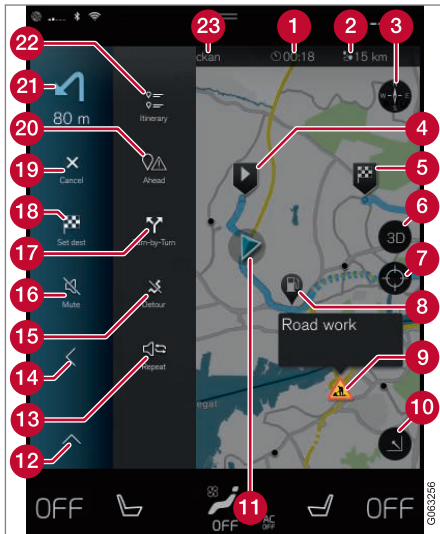 23
1
2
3
22
ckan
00:18
15 km
21
80 m
Itinerary
W E
S
4
20
5
19
Cancel
Ahead
18
6
Set dest
17
Turn-by-Turn
3D
7
16
Mute
15
Detour
8
Road work
14
9
13
Repeat
egat
10
12
11
OFF
OFF
AC
OFF
OFF
G063256